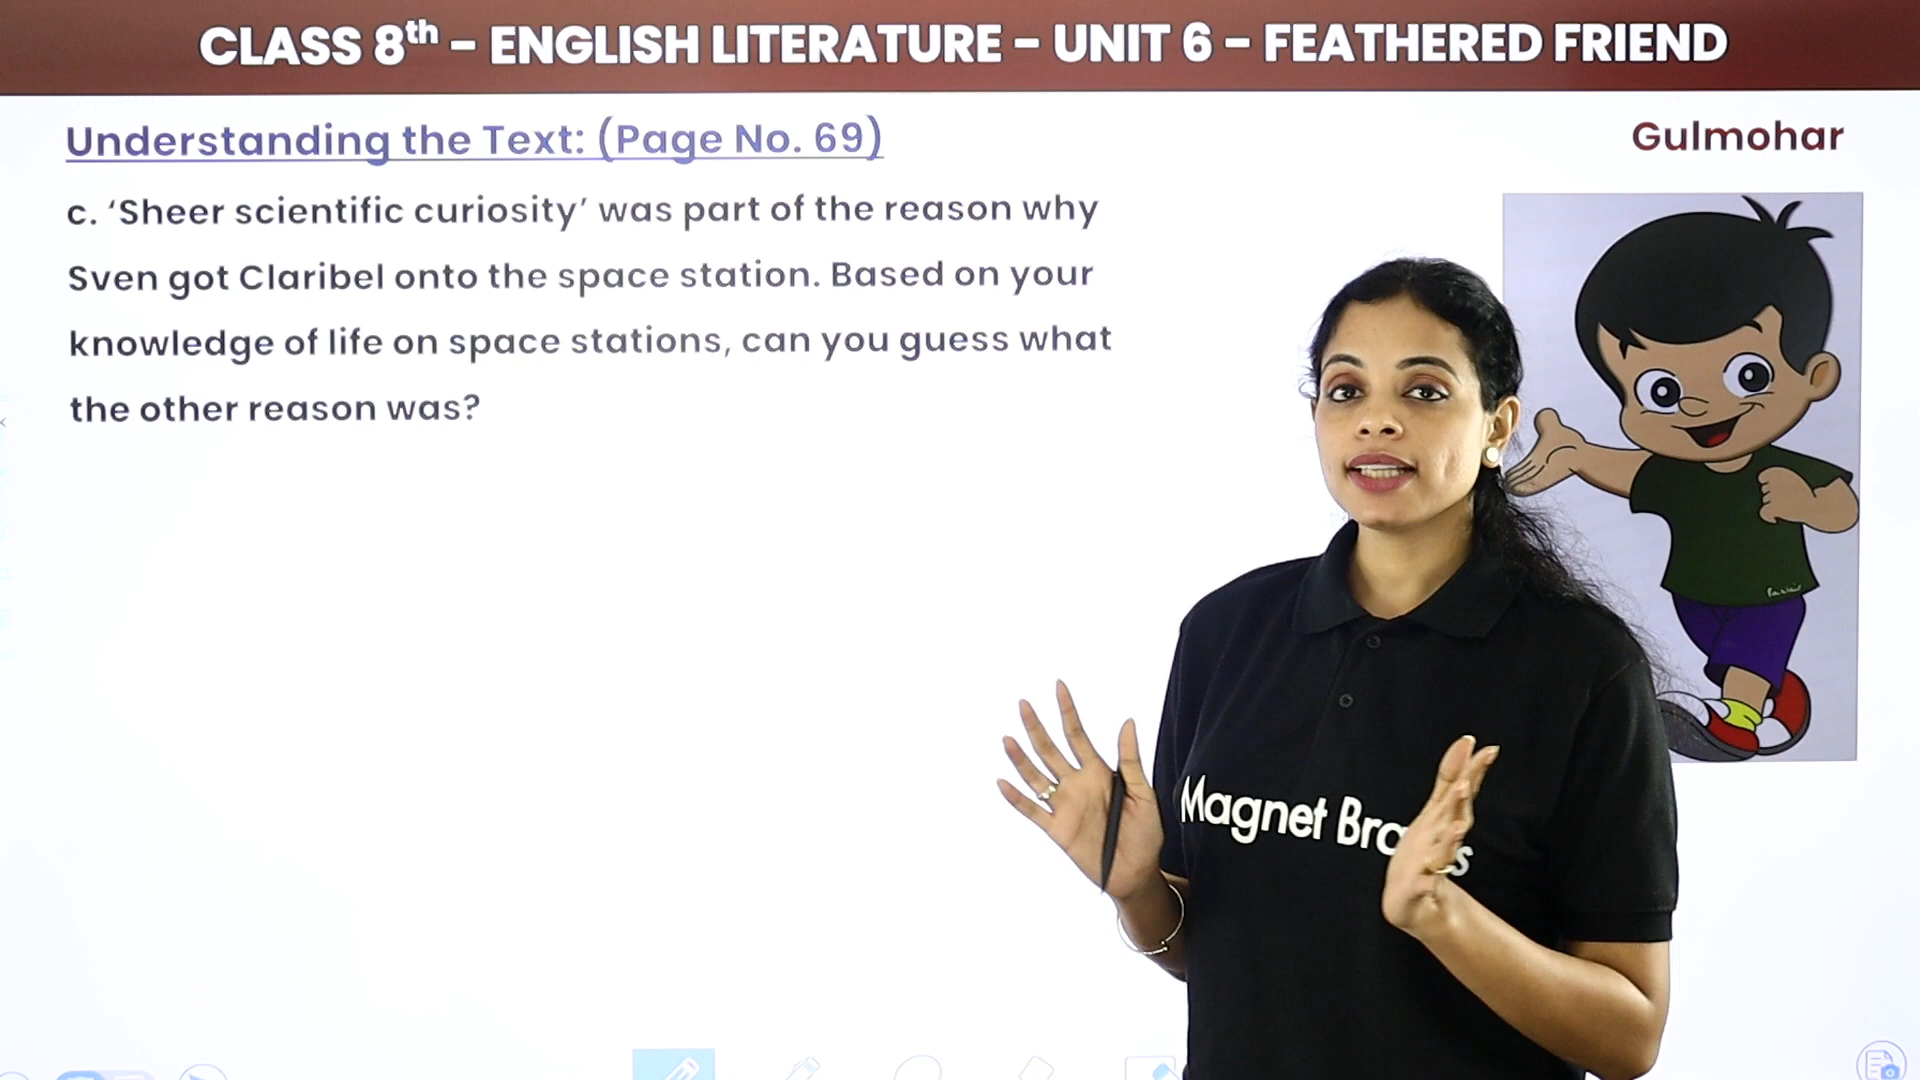 CLASS 8th - ENGLISH LITERATURE - UNIT 6 - FEATHERED FRIEND
Understanding the Text: (Page No. 69)
Gulmohar
c. ‘Sheer scientific curiosity’ was part of the reason why
Sven got Claribel onto the space station. Based on your
knowledge of life on space stations, can you guess what
the other reason was?
Magnet